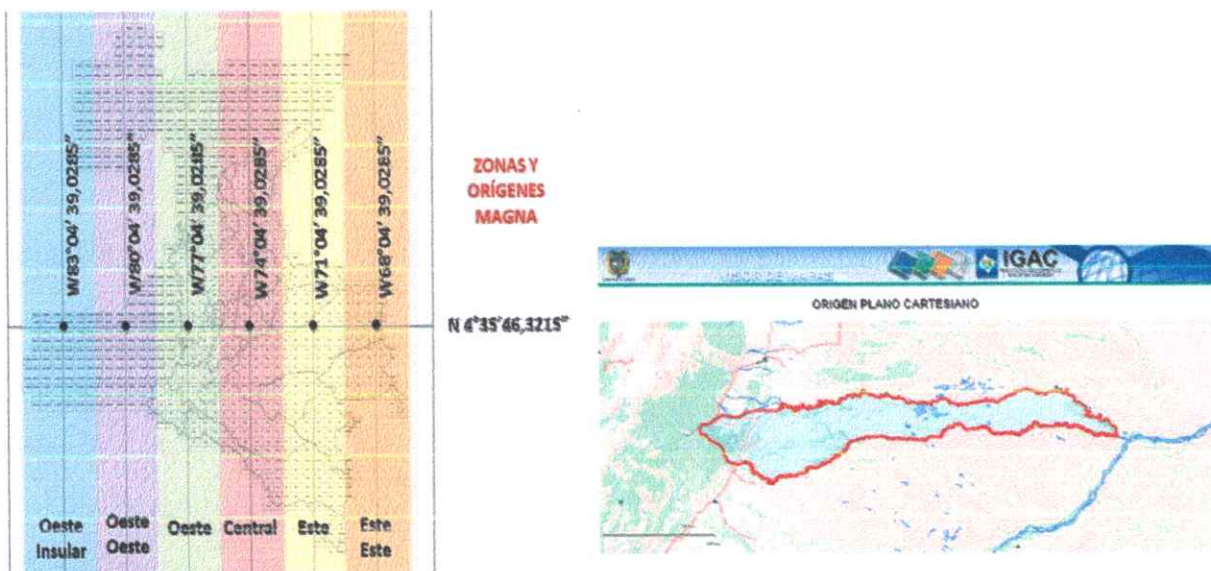 W83°04' 39,0285"
W80°04' 39,0285"
W77°04' 39,0285"
W74°04' 39,0285"
W71°04' 39,0285"
W68°04' 39,0285"
N 4°35'46,3215"
Oeste
Insular
Oeste
Oeste
Oeste
Central
Este
Este
Este
ZONAS Y
ORÍGENES
MAGNA
IGAC
ORIGEN PLANO CARTESIANO